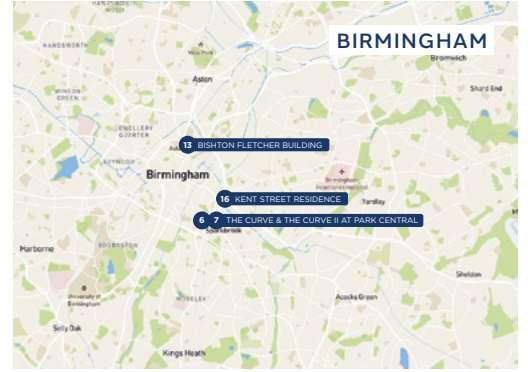 HANDSWORTH
BIRMINGHAM
Bromwich
Aston
Shard End
WINSON
GREEN
JEWELLERY
QUARTER
13 BISHTON FLETCHER BUILDING
Birmingham
16 KENT STREET RESIDENCE
Yardley
6 7 THE CURVE & THE CURVE II AT PARK CENTRAL
Sparkbrook
Harborne
EDGBASTON
Sheldon
University of
Birmingham
MOSELEY
Acocks Green
Selly Oak
Kings Heath